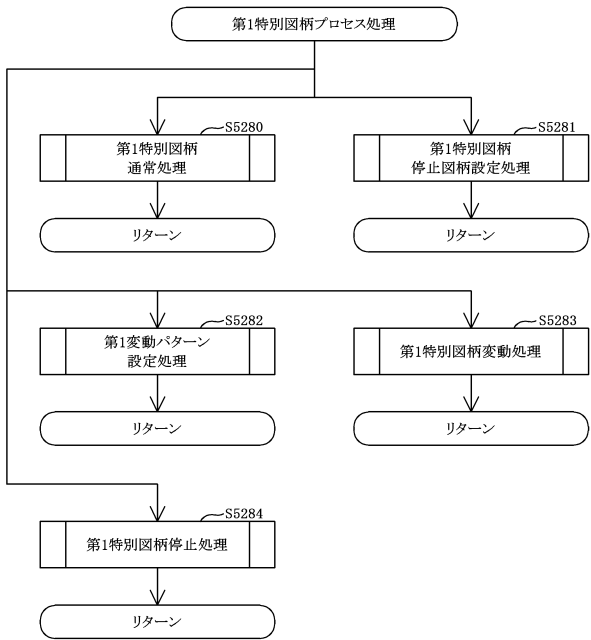 第1特別図柄プロセス処理
S5280
第1特別図柄
通常処理
リターン
S5281
第1特別図柄
停止図柄設定処理
リターン
S5282
第1変動パターン
設定処理
リターン
S5283
第1特別図柄変動処理
リターン
S5284
第1特別図柄停止処理
リターン